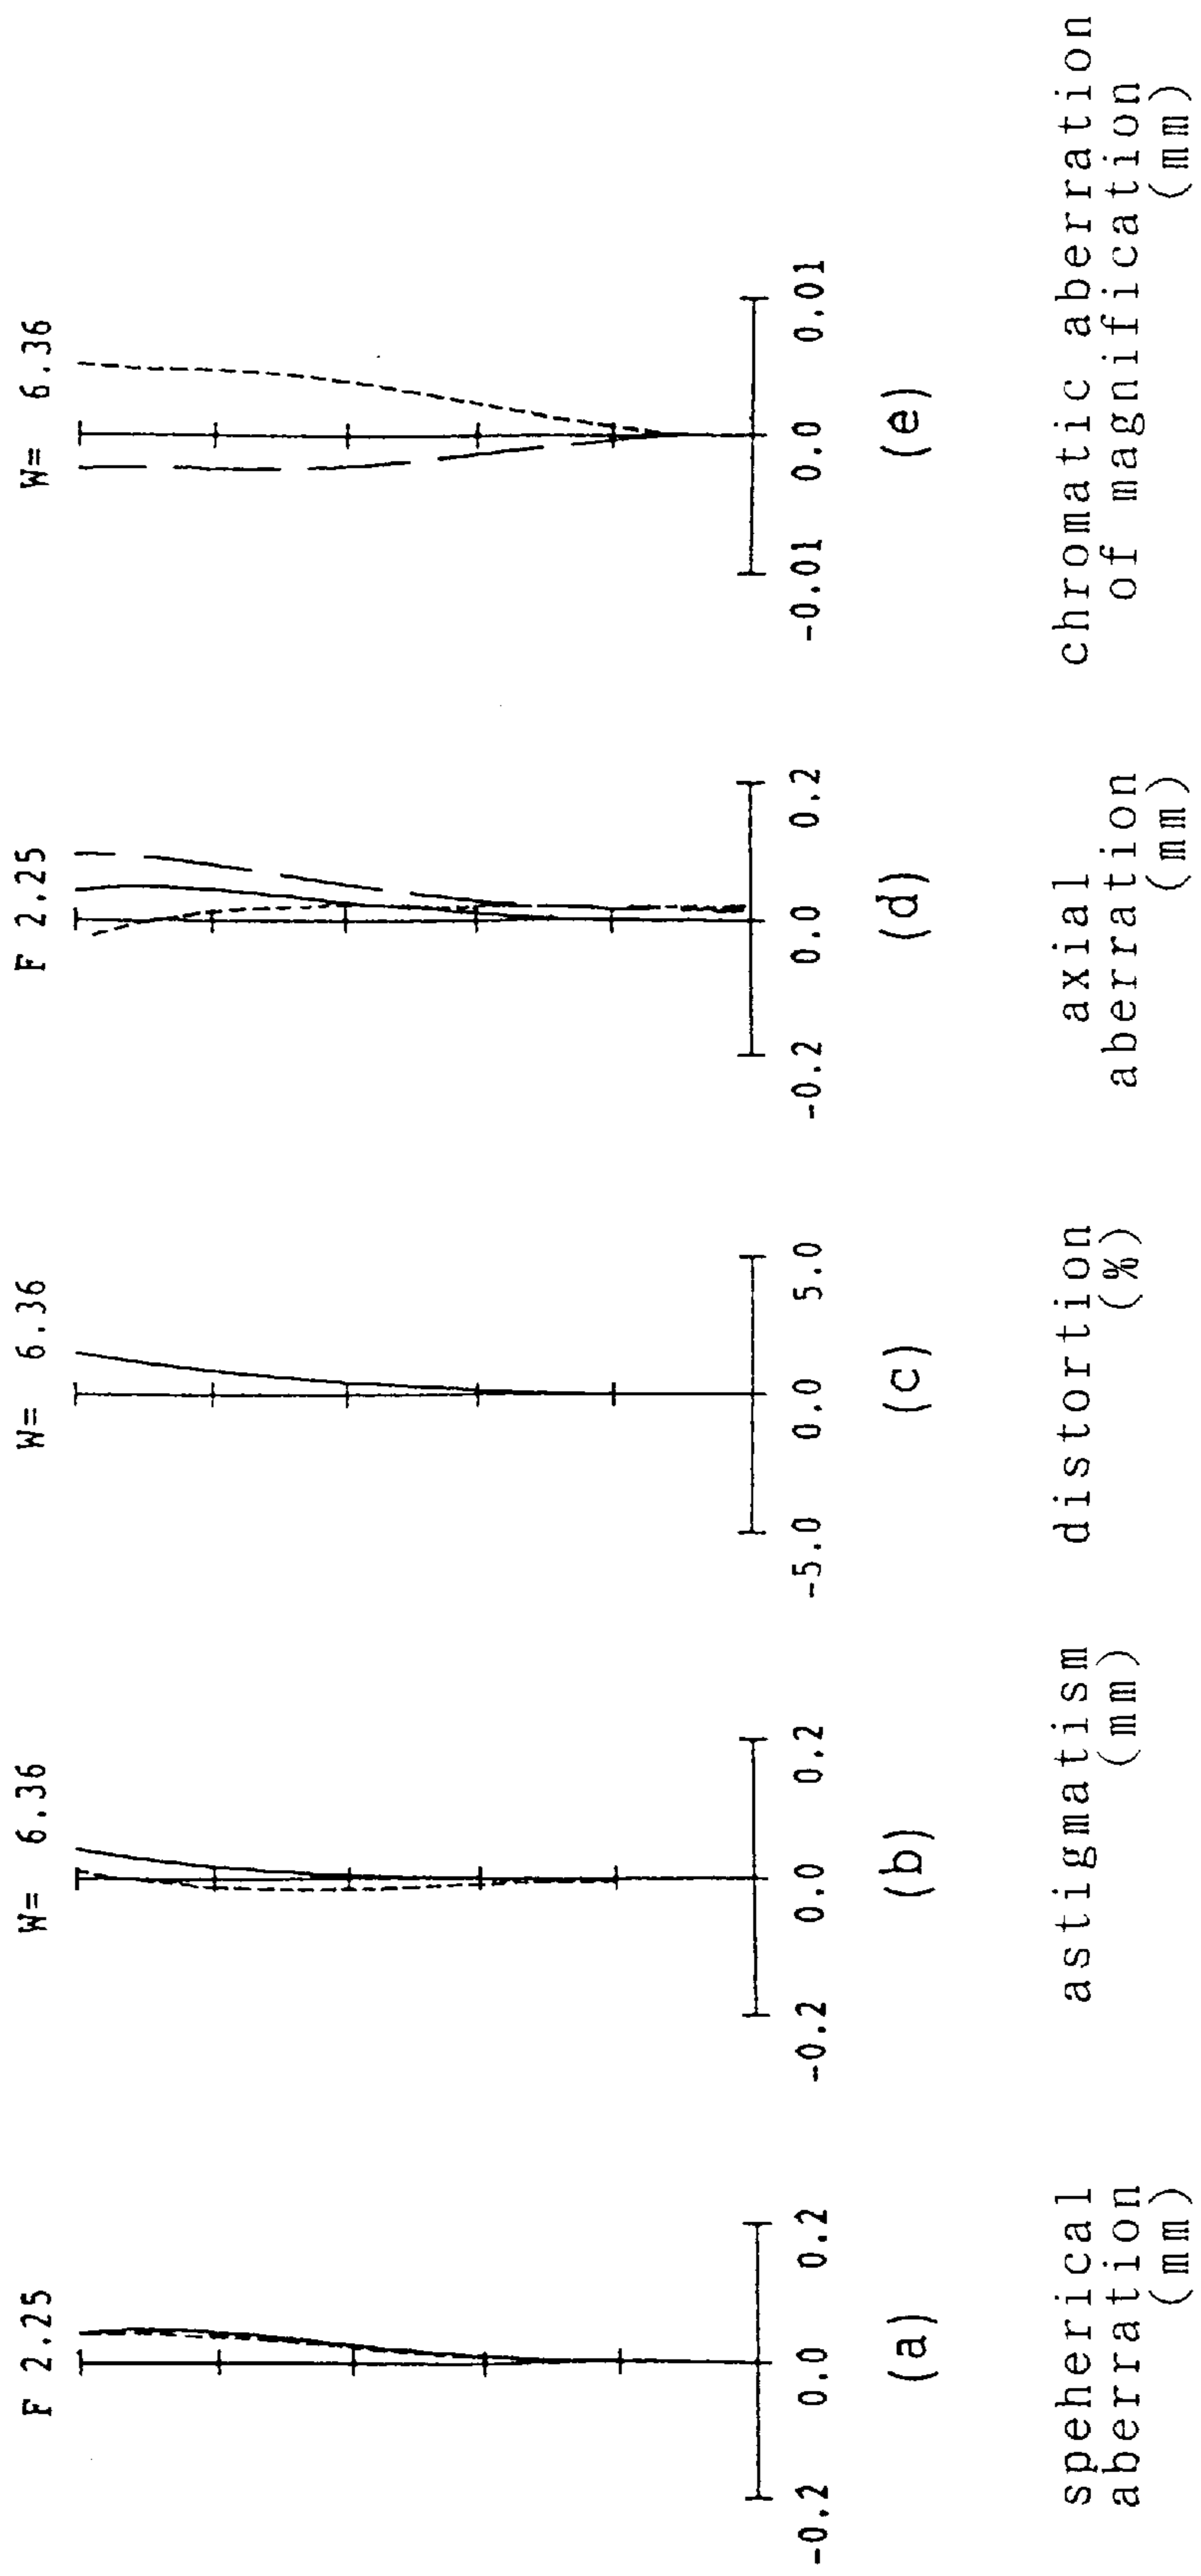 F 2.25
-0.2 0.0 0.2
(a)
speherical
aberration
(mm)
W= 6.36
-0.2 0.0 0.2
(b)
astigmatism
(mm)
W= 6.36
-5.0 0.0 5.0
(c)
distortion
(%)
F 2.25
-0.2 0.0 0.2
(d)
axial
aberration
(mm)
W= 6.36
-0.01 0.0 0.01
(e)
chromatic aberration
of magnification
(mm)